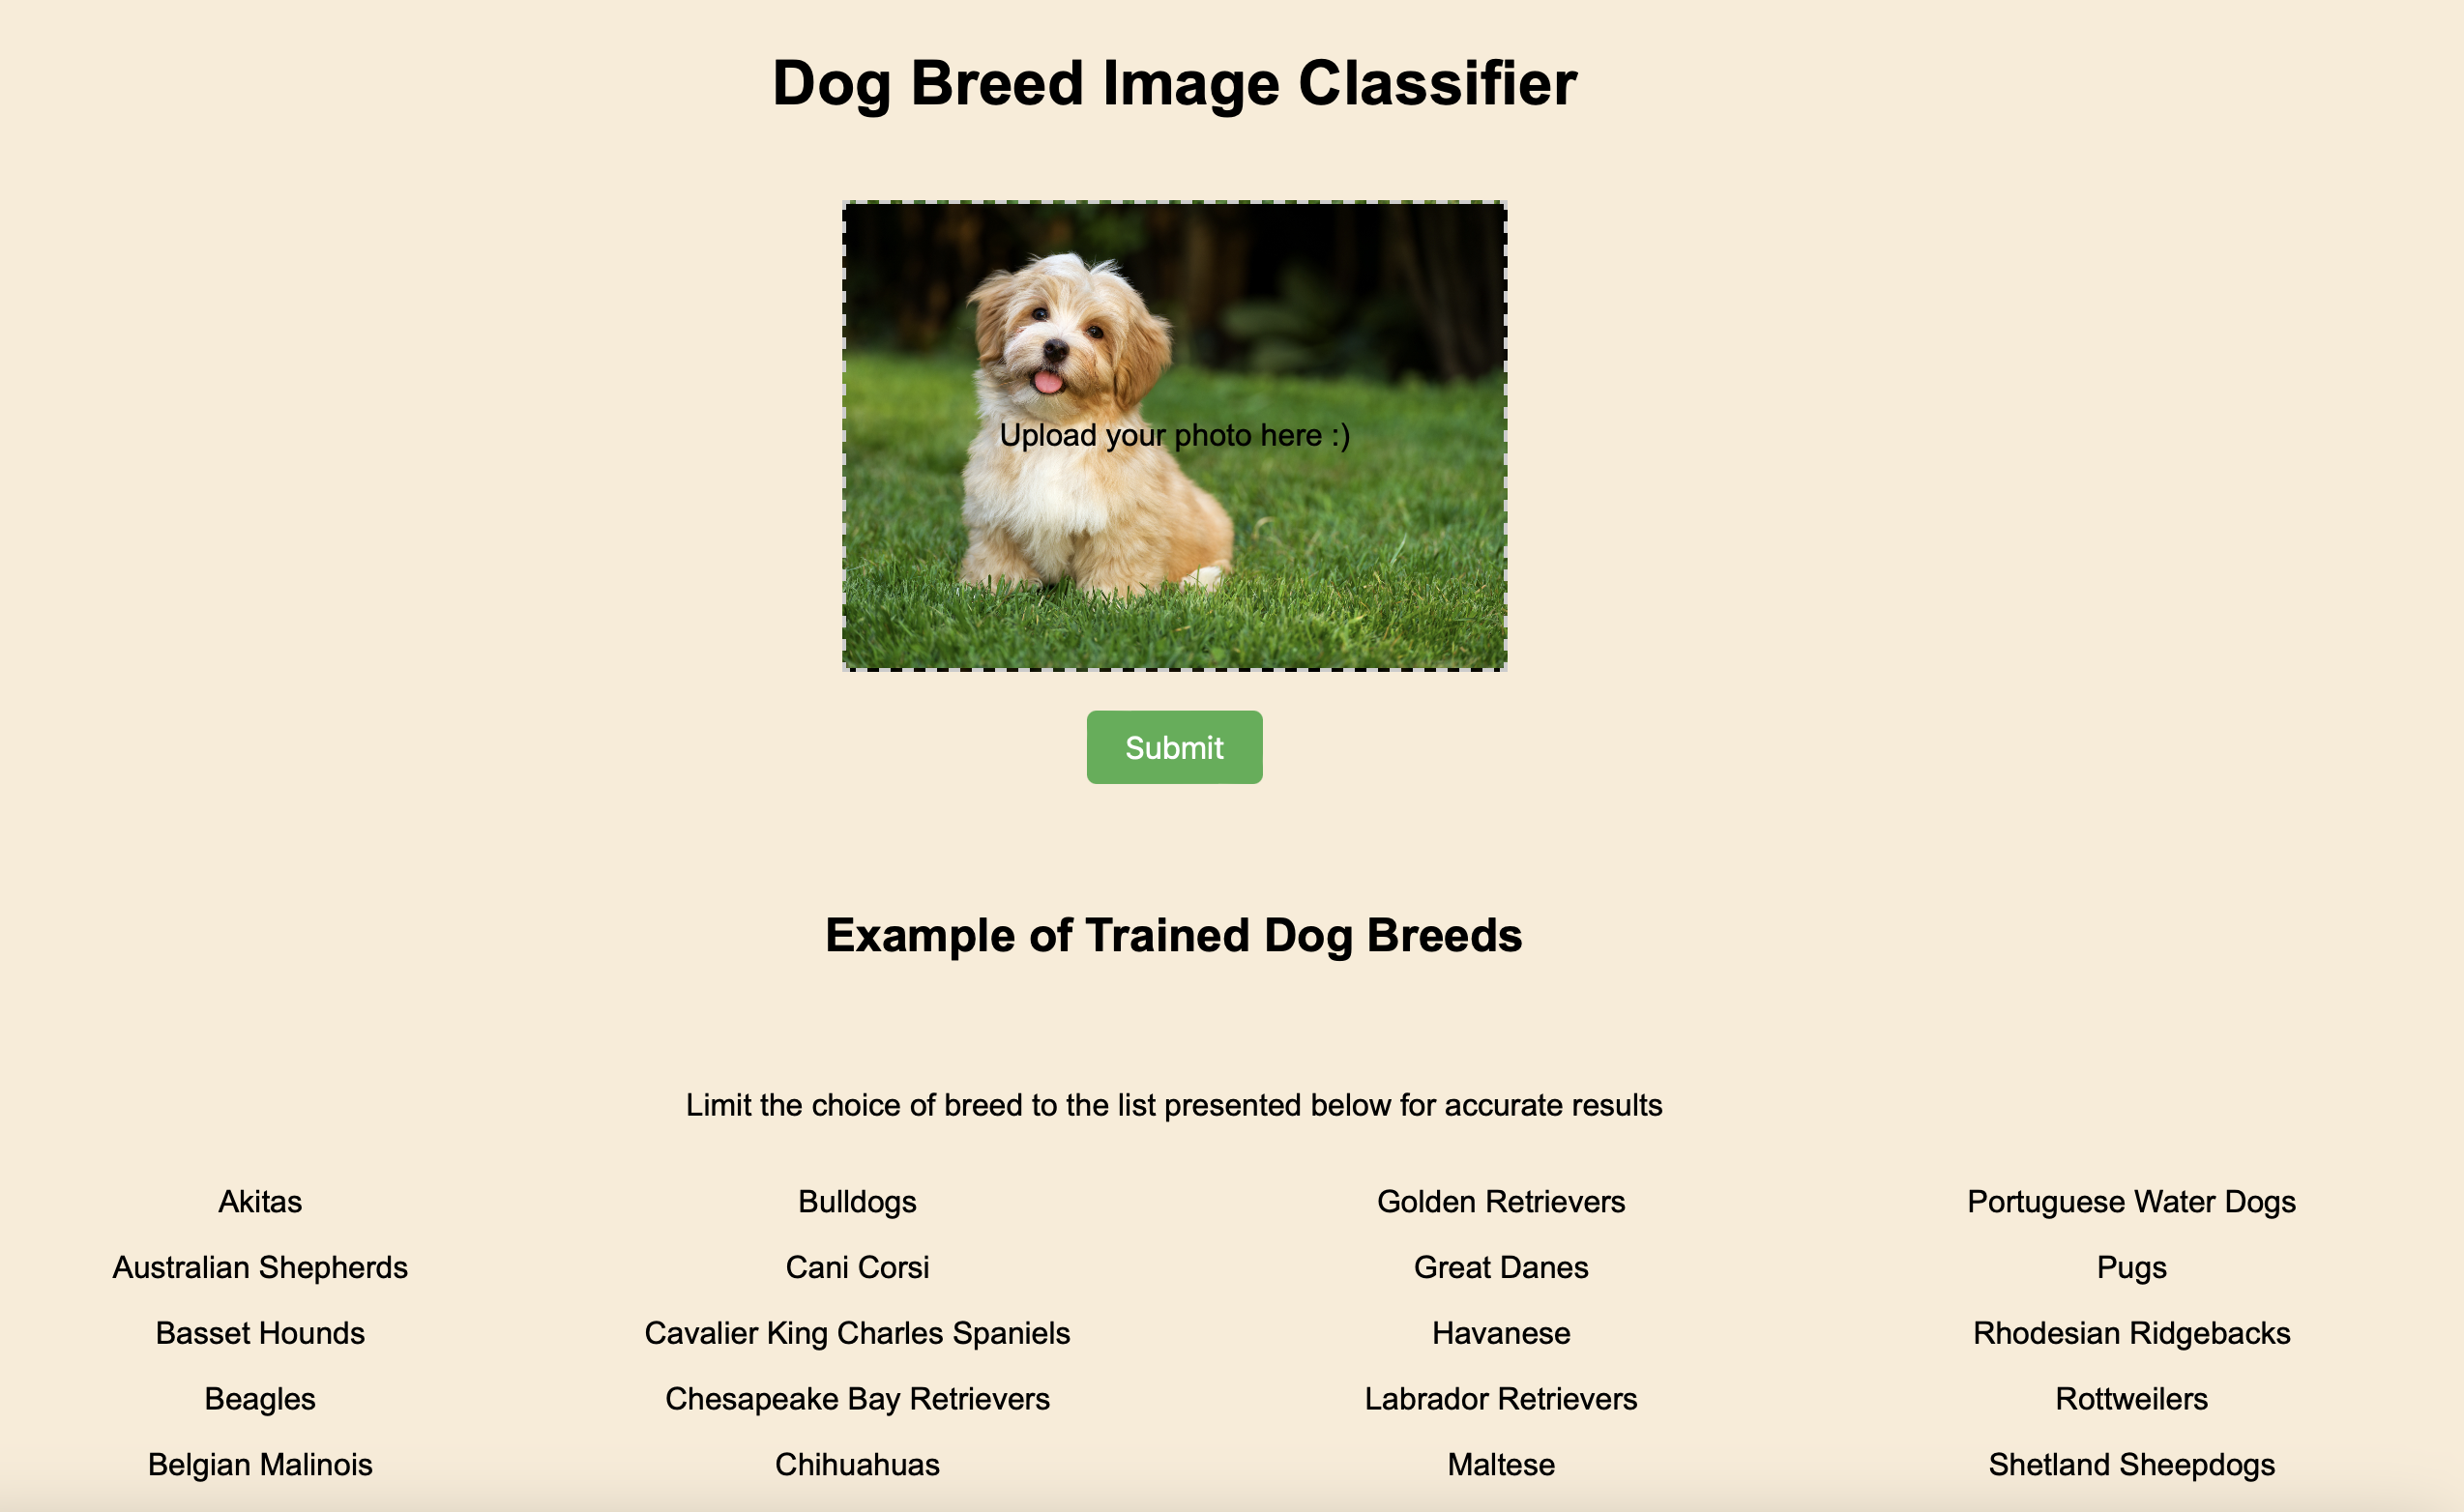 Dog Breed Image Classifier
Upload your photo here :)
Submit
Example of Trained Dog Breeds
Limit the choice of breed to the list presented below for accurate results
Akitas Bulldogs Golden Retrievers Portuguese Water Dogs
Australian Shepherds Cani Corsi Great Danes Pugs
Basset Hounds Cavalier King Charles Spaniels Havanese Rhodesian Ridgebacks
Beagles Chesapeake Bay Retrievers Labrador Retrievers Rottweilers
Belgian Malinois Chihuahuas Maltese Shetland Sheepdogs